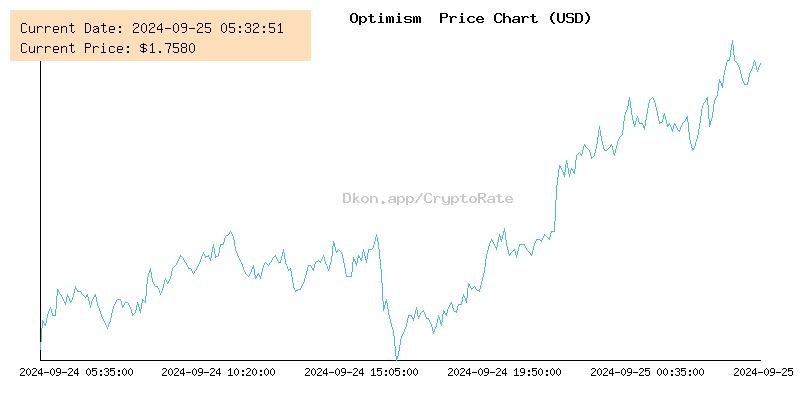 Optimism  Price Chart (USD)
Current Date: 2024-09-25 05:32:51
Current Price: $1.7580
Dkon.app/CryptoRate
2024-09-24 05:35:00 2024-09-24 10:20:00 2024-09-24 15:05:00 2024-09-24 19:50:00 2024-09-25 00:35:00 2024-09-25